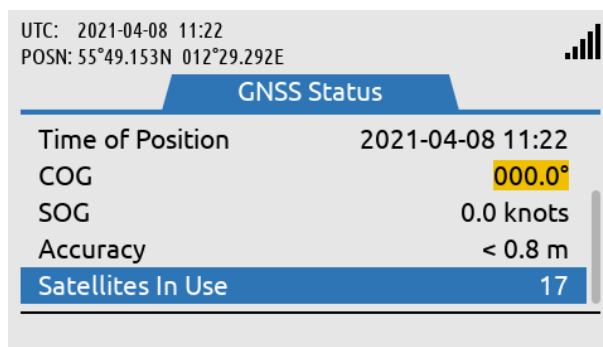 UTC: 2021-04-08 11:22
POSN: 55°49.153N 012°29.292E
GNSS Status
Time of Position 2021-04-08 11:22
COG 000.0°
SOG 0.0 knots
Accuracy < 0.8 m
Satellites In Use 17